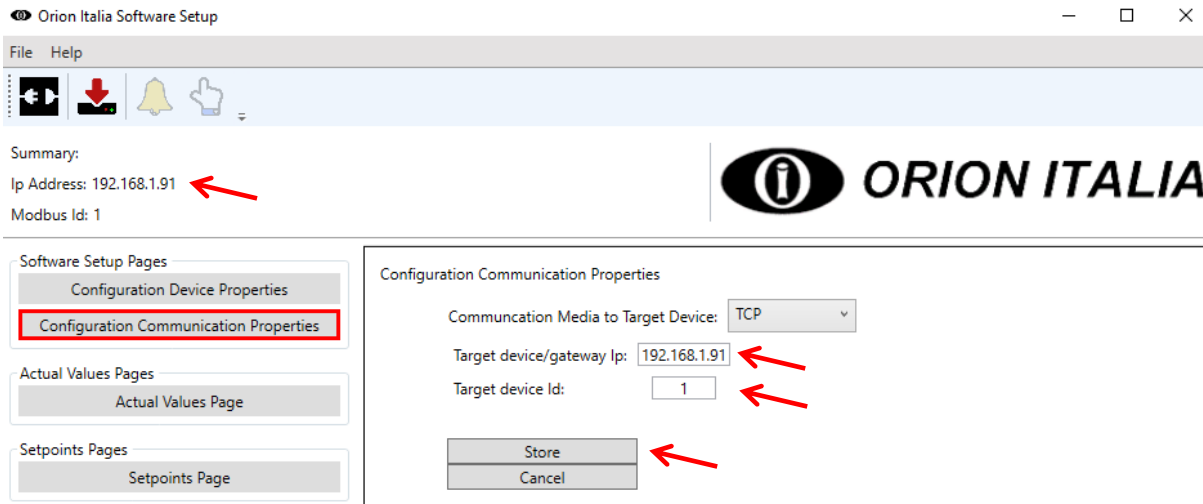 Orion Italia Software Setup
File Help
Summary:
Ip Address: 192.168.1.91
Modbus Id: 1
ORION ITALIA
Software Setup Pages
Configuration Device Properties
Configuration Communication Properties
Actual Values Pages
Actual Values Page
Setpoints Pages
Setpoints Page
Configuration Communication Properties
Communcation Media to Target Device: TCP
Target device/gateway Ip: 192.168.1.91
Target device Id: 1
Store
Cancel